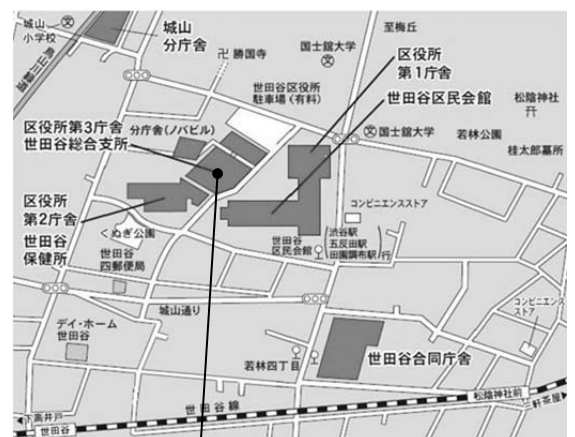 城山
小学校
城山
分庁舎
烏山川緑道
勝国寺
国士舘大学
至梅丘
区役所
第1庁舎
世田谷区民会館
世田谷区役所
駐車場(有料)
松陰神社
国士舘大学
若林公園
桂太郎墓所
区役所第3庁舎
世田谷総合支所
分庁舎(ノバビル)
区役所
第2庁舎
世田谷
保健所
くぬぎ公園
世田谷
四郵便局
コンビニエンスストア
世田谷
区民会館
渋谷駅
五反田駅
田園調布駅/行
城山通り
コンビニエンス
ストア
デイ・ホーム
世田谷
若林四丁目
世田谷合同庁舎
世田谷線
松陰神社前
三軒茶屋▶
◀下高井戸
世田谷